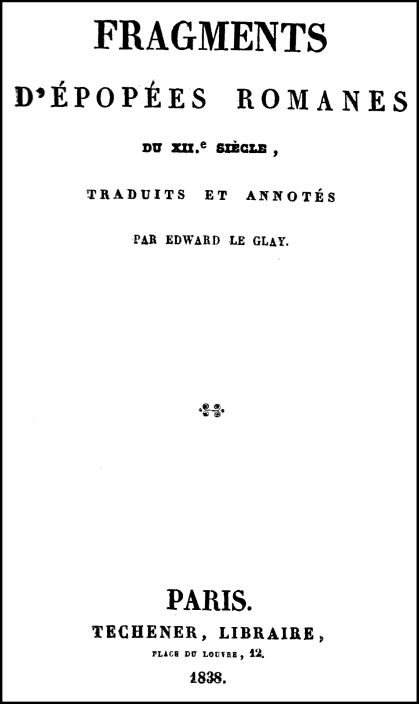 FRAGMENTS
D'ÉPOPÉES ROMANES
DU XII.e SIÈCLE,
TRADUITS ET ANNOTÉS
PAR EDWARD LE GLAY.
PARIS.
TECHENER, LIBRAIRE,
PLACE DU LOUVRE, 12.
1838.